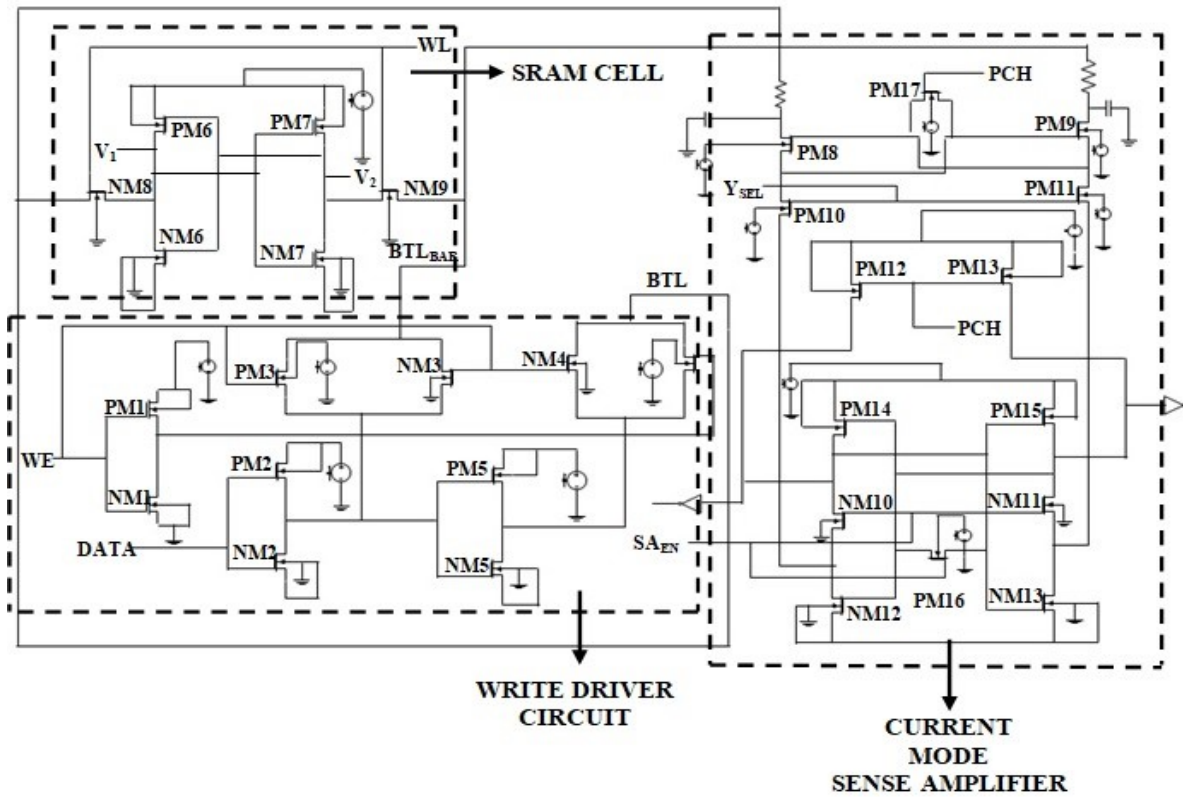 WL
SRAM CELL
PCH
PM17
PM6
PM7
PM9
PM8
V1
V2
NM8
NM9
YSEL
PM11
PM10
NM6
NM7
BTLBAR
BTL
PM12
PM13
PCH
PM3
NM3
NM4
PM1
PM14
PM15
WE
PM2
PM5
NM1
NM10
NM11
DATA
NM2
NM5
SAEN
PM16
NM12
NM13
WRITE DRIVER
CIRCUIT
CURRENT
MODE
SENSE AMPLIFIER